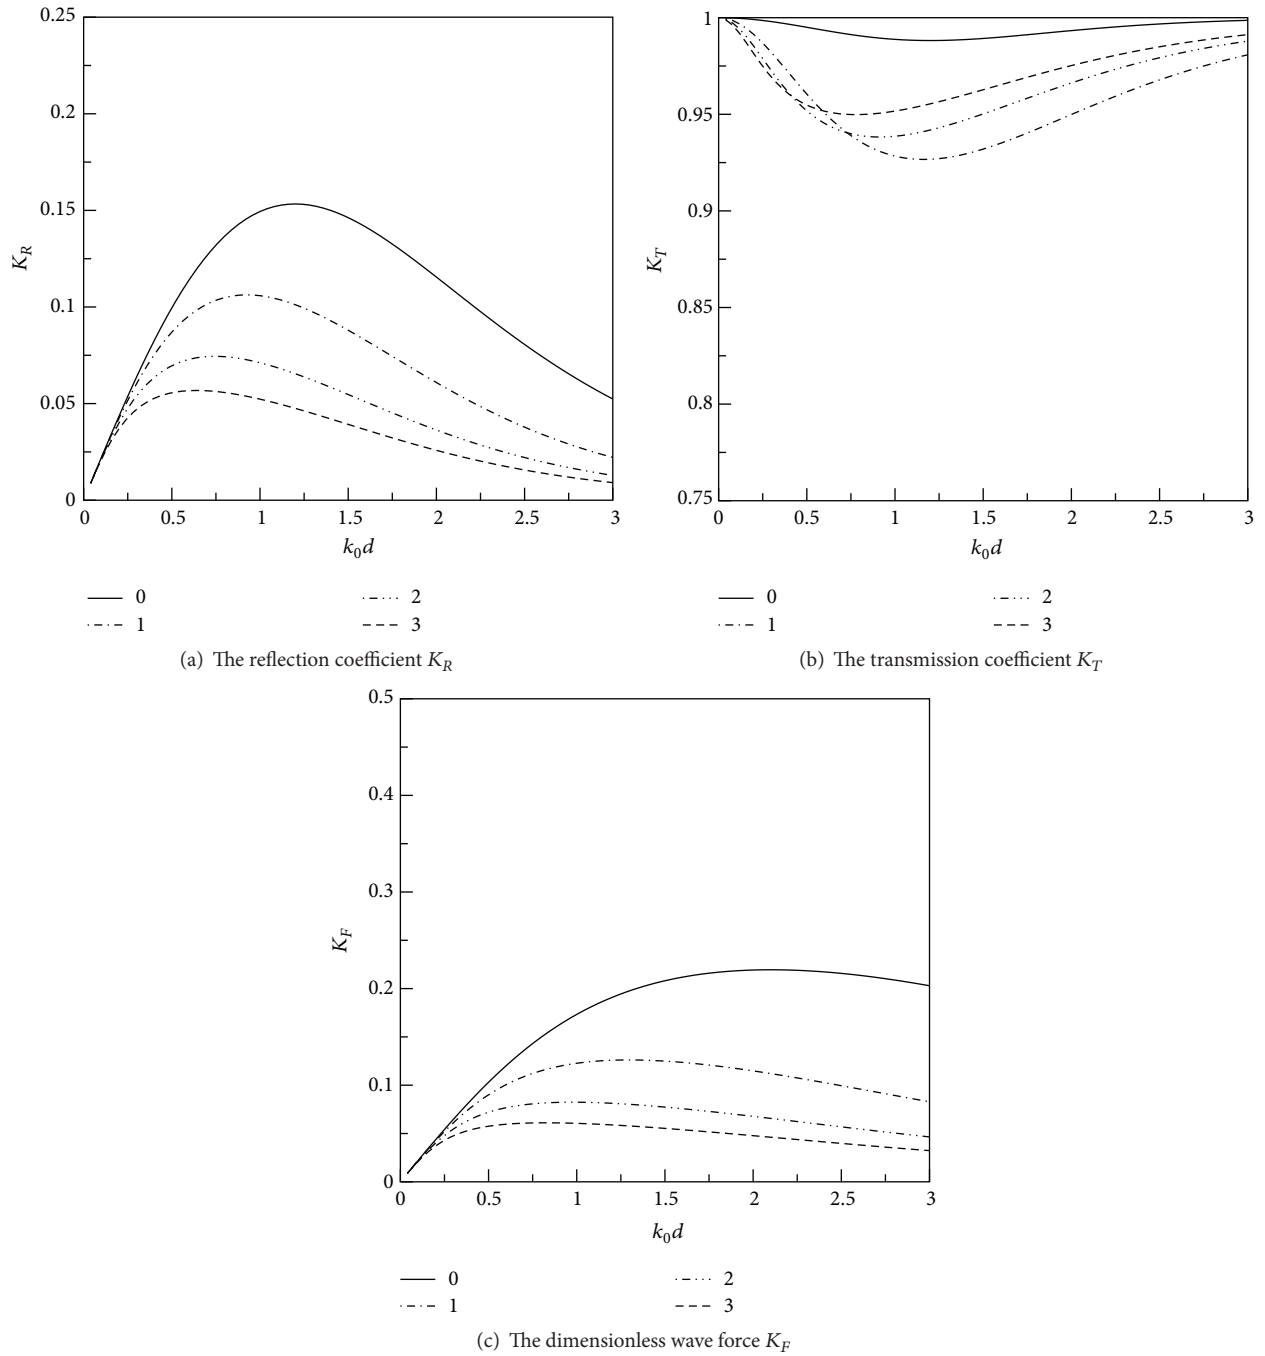 0.25
0.2
0.15
0.1
0.05
0
K_R
0 0.5 1 1.5 2 2.5 3
k_0d
0 2
1 3
(a) The reflection coefficient K_R
1
0.95
0.9
0.85
0.8
0.75
K_T
0 0.5 1 1.5 2 2.5 3
k_0d
0 2
1 3
(b) The transmission coefficient K_T
0.5
0.4
0.3
0.2
0.1
0
K_F
0 0.5 1 1.5 2 2.5 3
k_0d
0 2
1 3
(c) The dimensionless wave force K_F